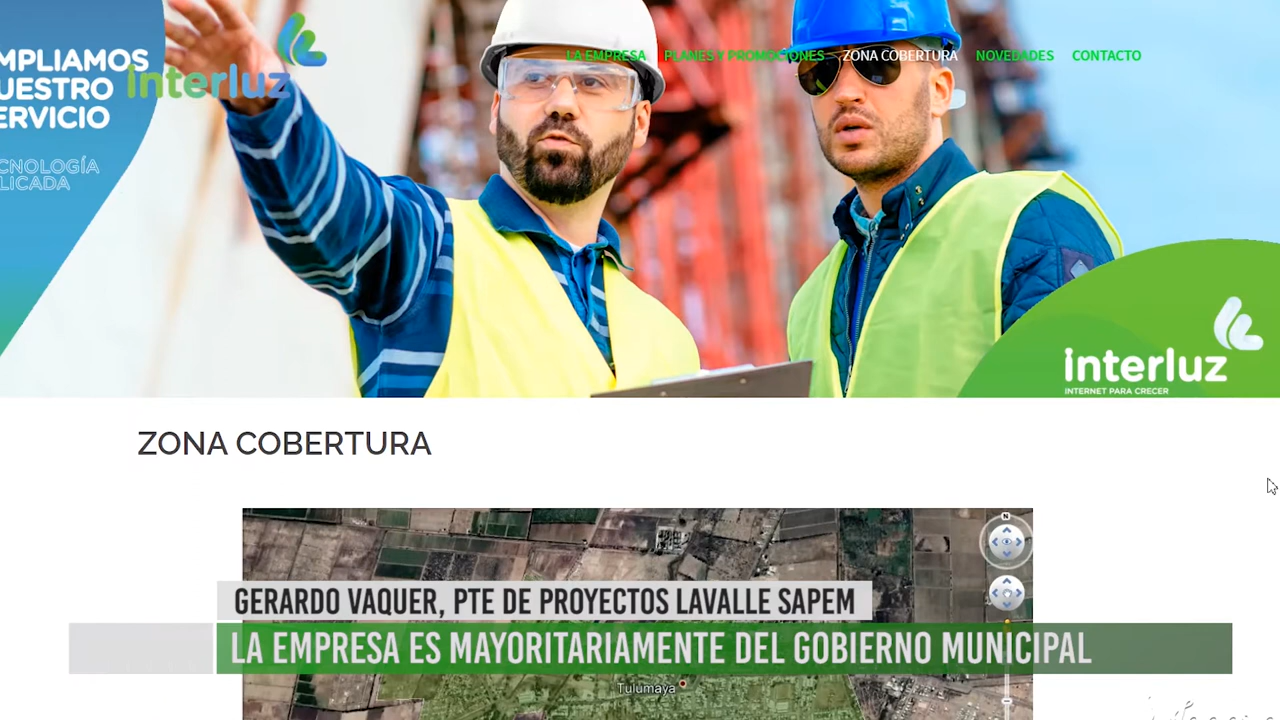 MPLIAMOS
UESTRO
ERVICIO
CNOLOGÍA
LICADA
interluz
LA EMPRESA PLANES Y PROMOCIONES ZONA COBERTURA NOVEDADES CONTACTO
interluz
INTERNET PARA CRECER
ZONA COBERTURA
N
GERARDO VAQUER, PTE DE PROYECTOS LAVALLE SAPEM
LA EMPRESA ES MAYORITARIAMENTE DEL GOBIERNO MUNICIPAL
Tulumaya